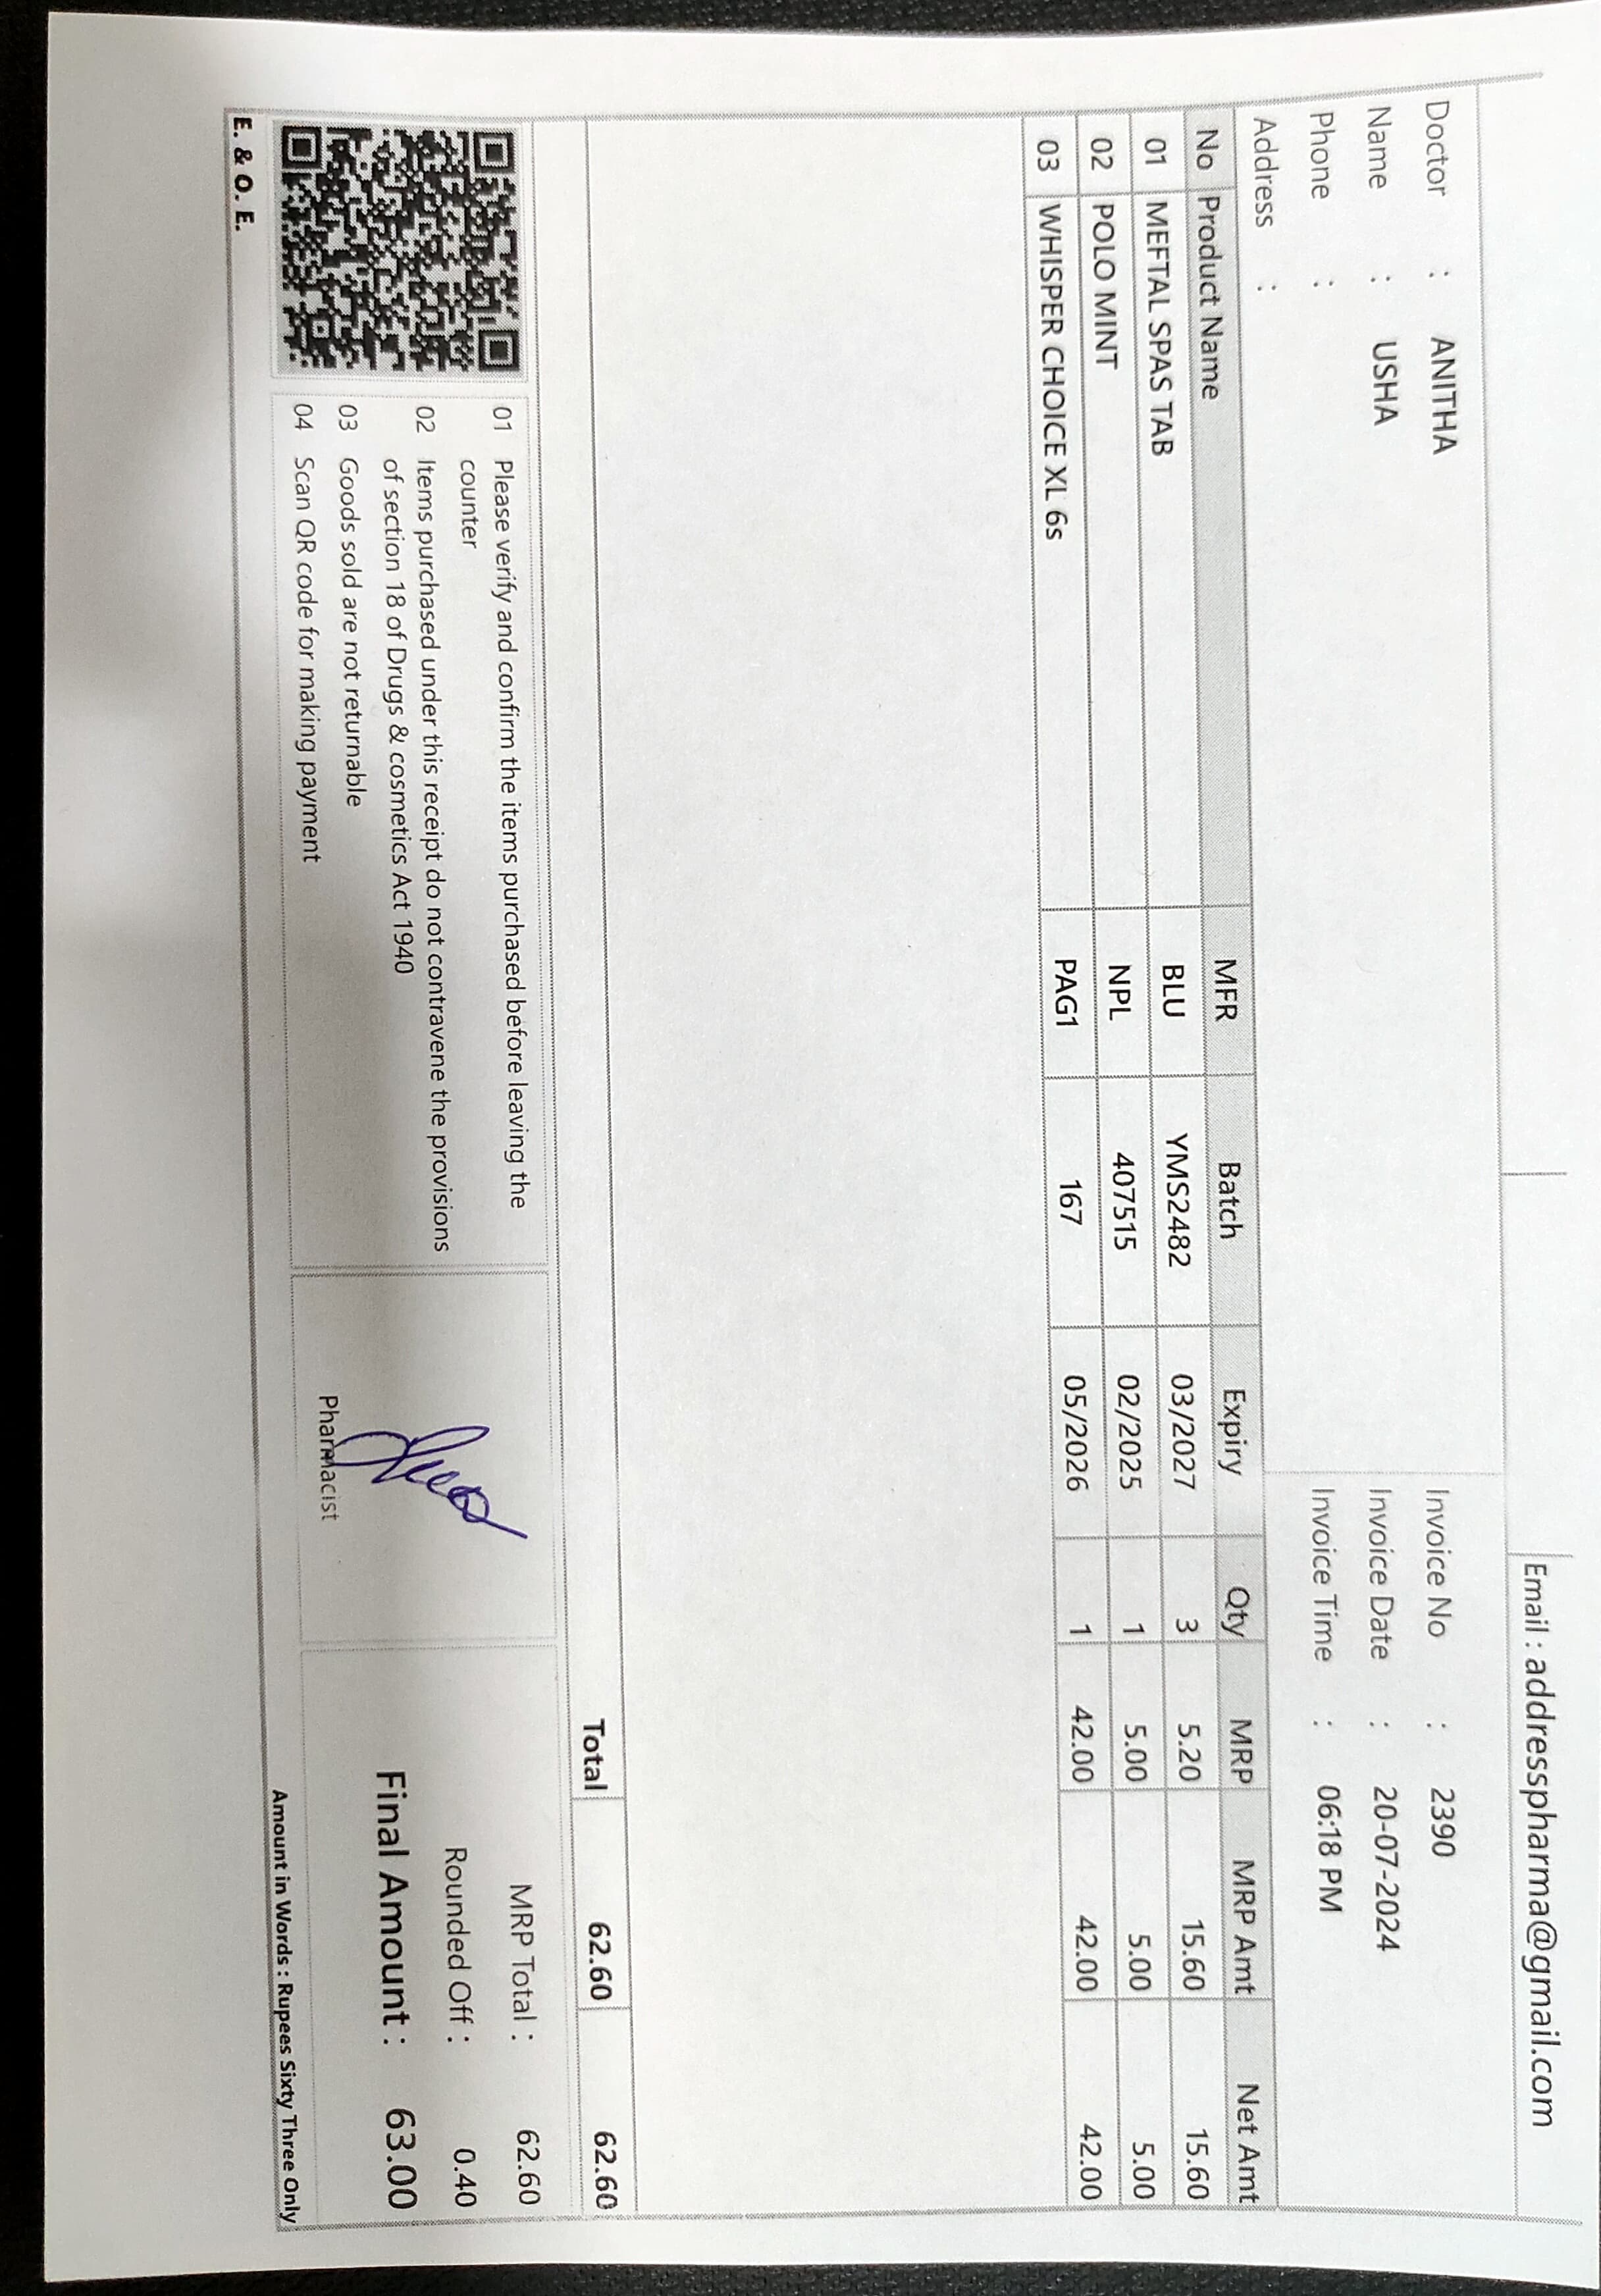 Email : addresspharma@gmail.com
Doctor : ANITHA
Name : USHA
Phone :
Address :
Invoice No : 2390
Invoice Date : 20-07-2024
Invoice Time : 06:18 PM
No Product Name MFR Batch Expiry Qty MRP MRP Amt Net Amt
01 MEFTAL SPAS TAB BLU YMS2482 03/2027 3 5.20 15.60 15.60
02 POLO MINT NPL 407515 02/2025 1 5.00 5.00 5.00
03 WHISPER CHOICE XL 6s PAG1 167 05/2026 1 42.00 42.00 42.00
Total 62.60 62.60
01 Please verify and confirm the items purchased before leaving the
counter
02 Items purchased under this receipt do not contravene the provisions
of section 18 of Drugs & cosmetics Act 1940
03 Goods sold are not returnable
04 Scan QR code for making payment
Pharmacist
MRP Total : 62.60
Rounded Off : 0.40
Final Amount : 63.00
Amount in Words : Rupees Sixty Three Only
E. & O. E.